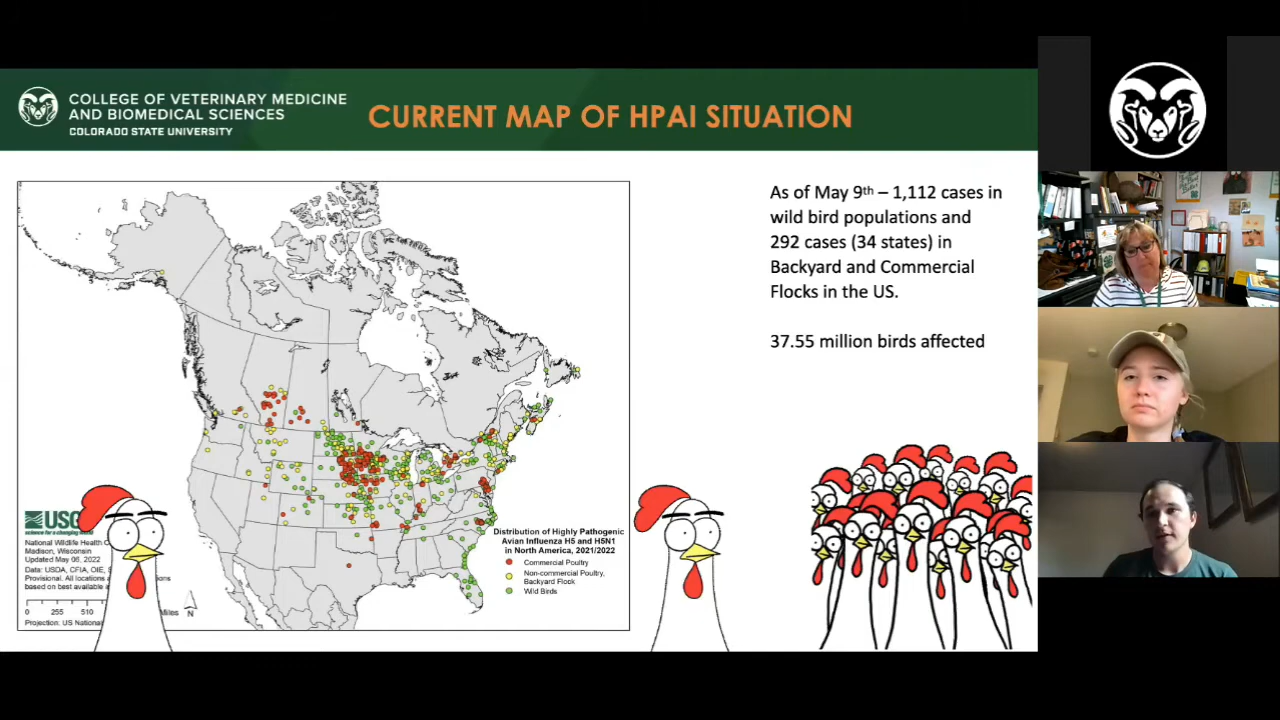 COLLEGE OF VETERINARY MEDICINE
AND BIOMEDICAL SCIENCES
COLORADO STATE UNIVERSITY
CURRENT MAP OF HPAI SITUATION
As of May 9th – 1,112 cases in
wild bird populations and
292 cases (34 states) in
Backyard and Commercial
Flocks in the US.
37.55 million birds affected
USG
science for a changing
National Wildlife Health C
Madison, Wisconsin
Updated May 06, 2022
Data: USDA, CFIA, OIE,
Provisional. All locations
based on best available
0 255 510 Miles
N
Projection: US National
Distribution of Highly Pathogenic
Avian Influenza H5 and H5N1
in North America, 2021/2022
Commercial Poultry
Non-commercial Poultry,
Backyard Flock
Wild Birds